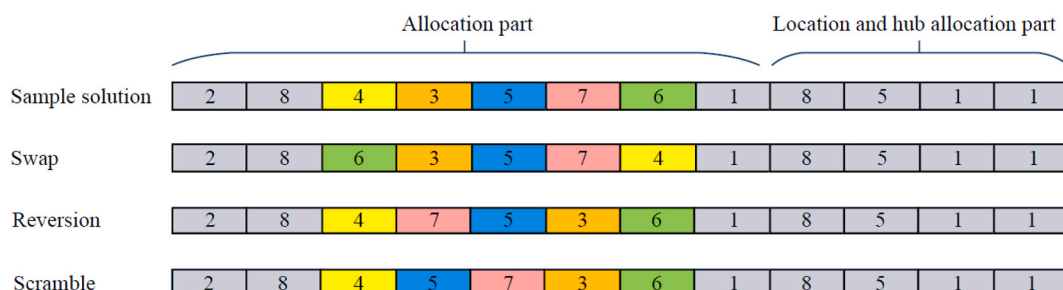 Allocation part Location and hub allocation part
Sample solution 2 8 4 3 5 7 6 1 8 5 1 1
Swap 2 8 6 3 5 7 4 1 8 5 1 1
Reversion 2 8 4 7 5 3 6 1 8 5 1 1
Scramble 2 8 4 5 7 3 6 1 8 5 1 1